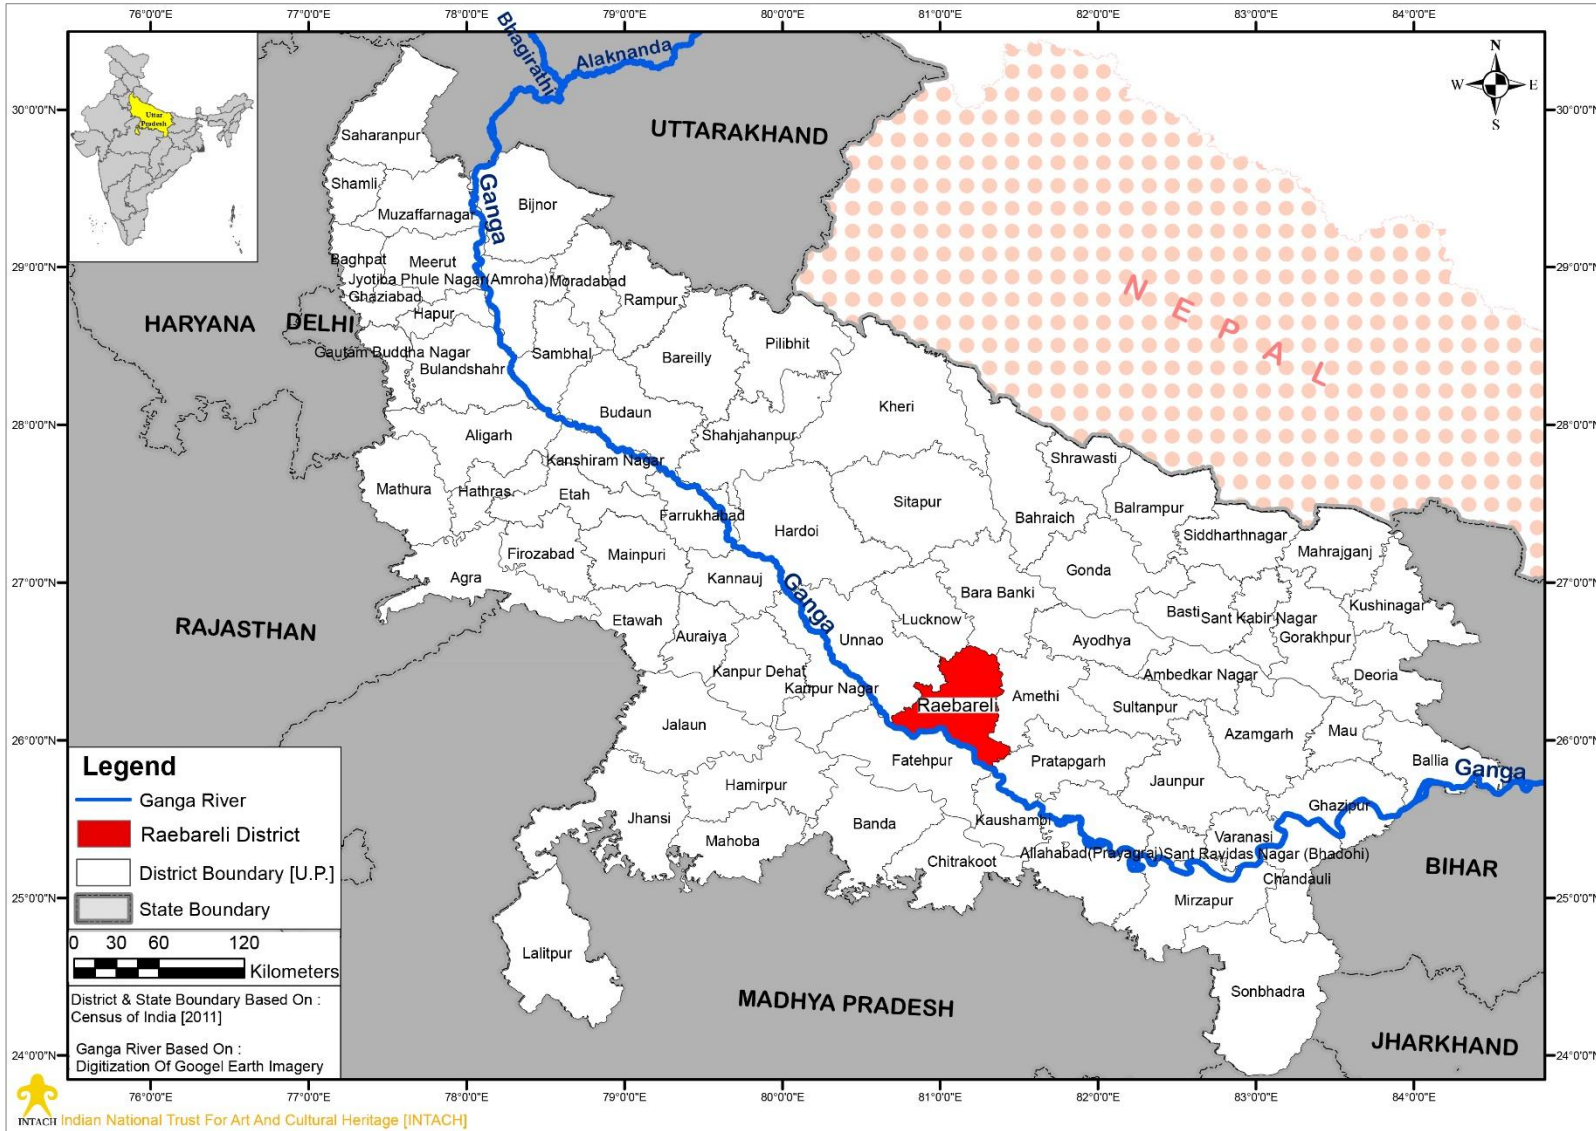 76°0'0"E 77°0'0"E 78°0'0"E 79°0'0"E 80°0'0"E 81°0'0"E 82°0'0"E 83°0'0"E 84°0'0"E
Uttar
Pradesh
Bhagirathi
Alaknanda
N
W E
S
30°0'0"N 30°0'0"N
UTTARAKHAND
Saharanpur
Shamli
Ganga
Bijnor
Muzaffarnagar
Baghpat
Meerut
29°0'0"N 29°0'0"N
Jyotiba Phule Nagar(Amroha)
Moradabad
Ghaziabad
Rampur
Hapur
NEPAL
HARYANA
DELHI
Gautam Buddha Nagar
Sambhal
Bareilly
Pilibhit
Bulandshahr
Kheri
Budaun
28°0'0"N 28°0'0"N
Aligarh
Shahjahanpur
Kanshiram Nagar
Shrawasti
Mathura
Hathras
Etah
Sitapur
Farrukhabad
Hardoi
Bahraich
Balrampur
Siddharthnagar
Mahrajganj
Firozabad
Mainpuri
Agra
Kannauj
Ganga
Gonda
27°0'0"N 27°0'0"N
Bara Banki
Kushinagar
RAJASTHAN
Etawah
Auraiya
Unnao
Lucknow
Basti
Sant Kabir Nagar
Gorakhpur
Ayodhya
Kanpur Dehat
Kanpur Nagar
Ambedkar Nagar
Deoria
Raebareli
Amethi
Sultanpur
Jalaun
Azamgarh
Mau
26°0'0"N 26°0'0"N
Fatehpur
Pratapgarh
Ballia
Ganga
Hamirpur
Jaunpur
Jhansi
Banda
Kaushambi
Ghazipur
Mahoba
Varanasi
Chitrakoot
Allahabad(Prayagraj)
Sant Ravidas Nagar (Bhadohi)
BIHAR
Chandauli
25°0'0"N 25°0'0"N
Mirzapur
Lalitpur
Sonbhadra
MADHYA PRADESH
JHARKHAND
24°0'0"N 24°0'0"N
Legend
Ganga River
Raebareli District
District Boundary [U.P.]
State Boundary
0 30 60 120
Kilometers
District & State Boundary Based On :
Census of India [2011]
Ganga River Based On :
Digitization Of Googel Earth Imagery
76°0'0"E 77°0'0"E 78°0'0"E 79°0'0"E 80°0'0"E 81°0'0"E 82°0'0"E 83°0'0"E 84°0'0"E
INTACH Indian National Trust For Art And Cultural Heritage [INTACH]